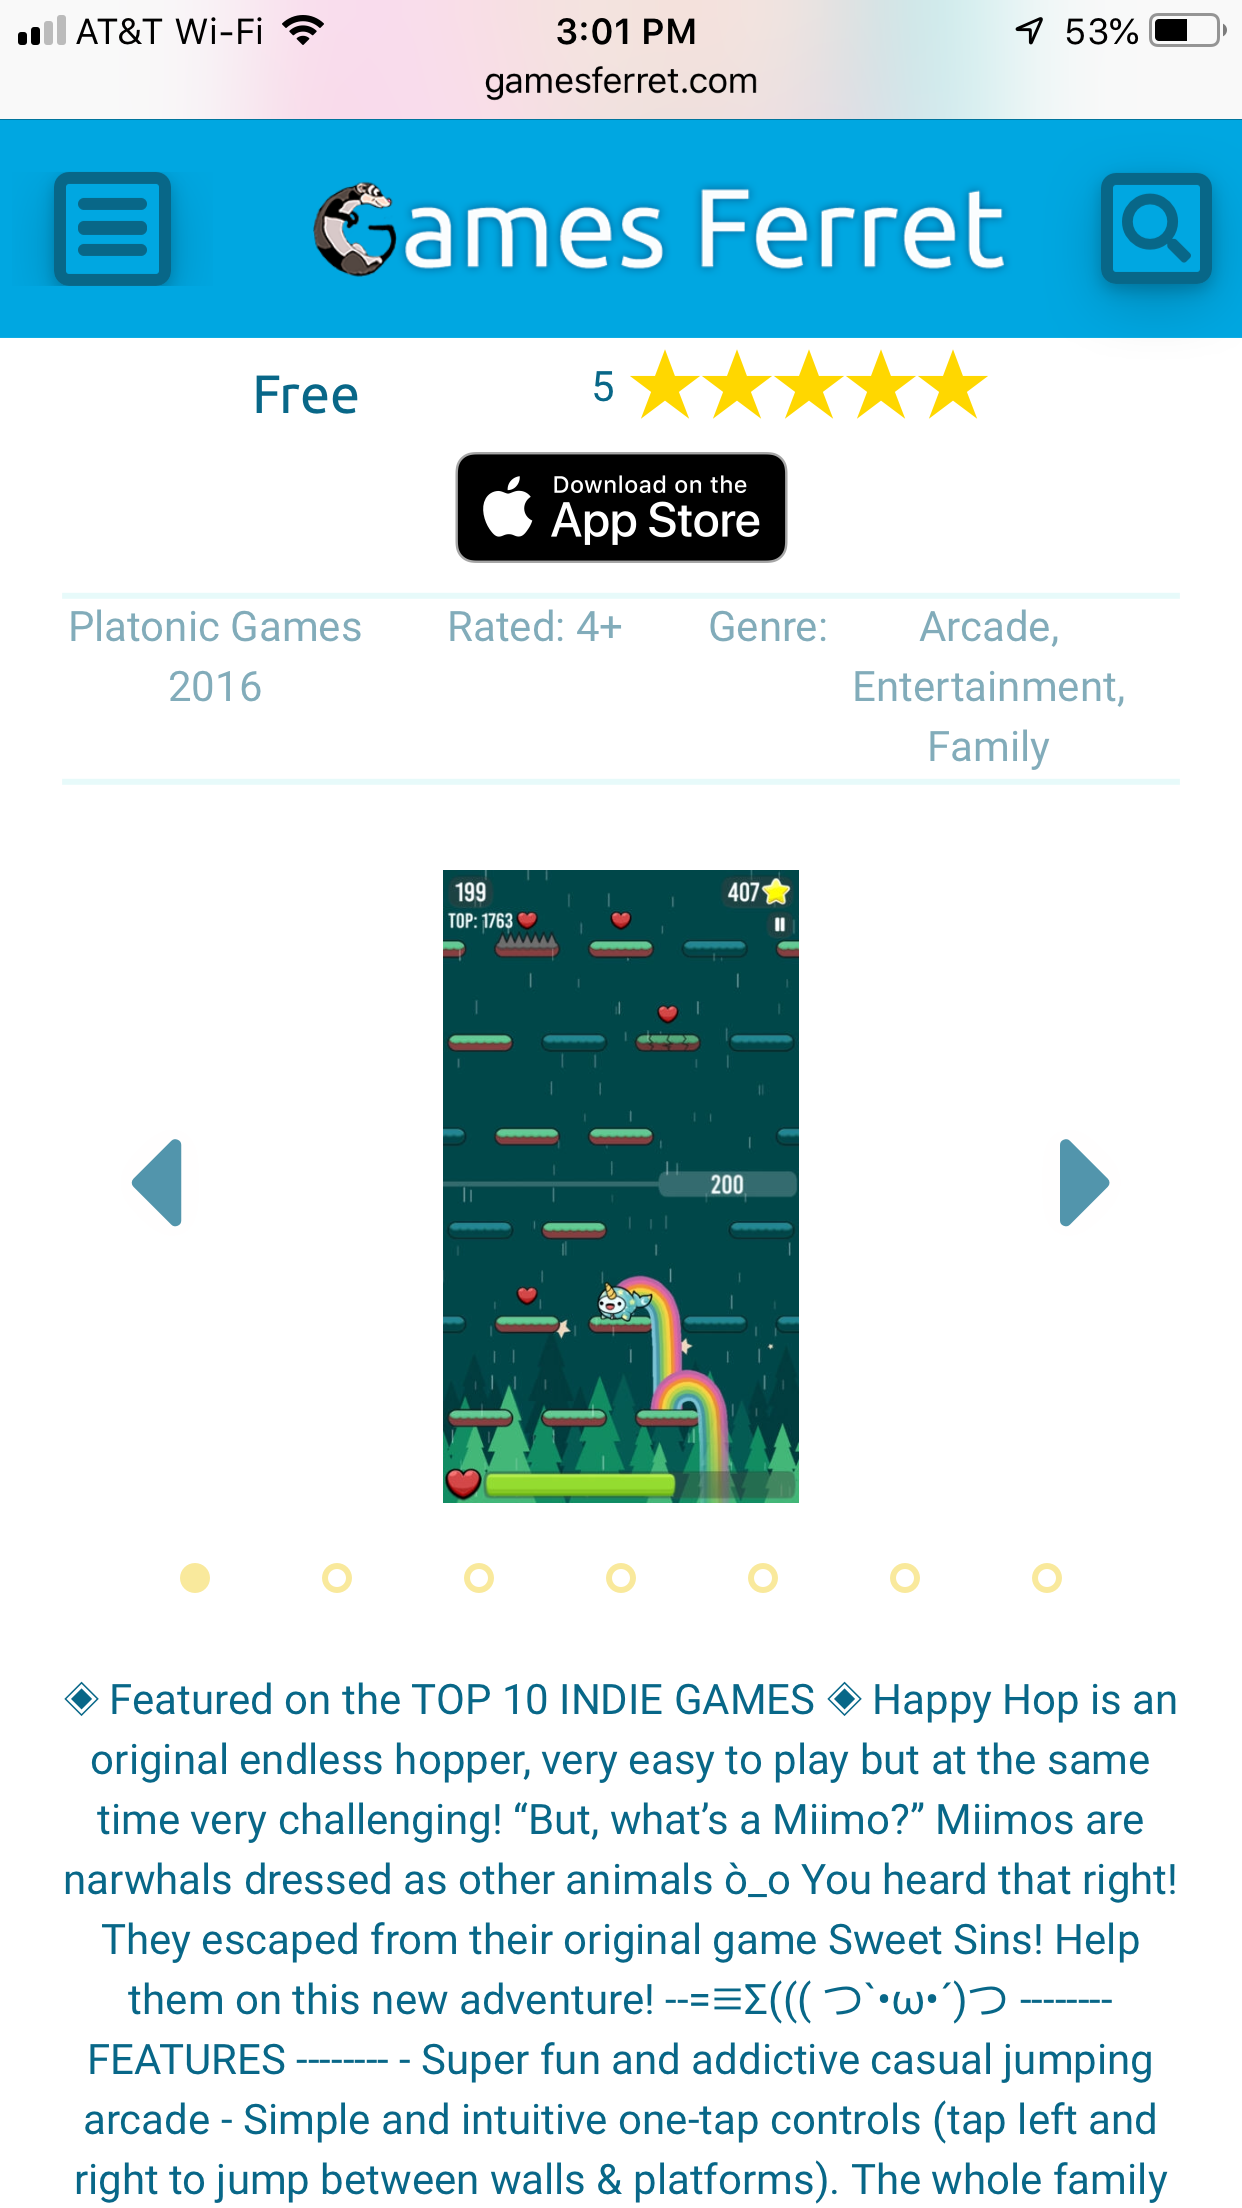 AT&T Wi-Fi 3:01 PM 53%
gamesferret.com
Games Ferret
Free 5
Download on the
App Store
Platonic Games Rated: 4+ Genre: Arcade,
2016 Entertainment,
Family
199 407
TOP: 1763
200
◈ Featured on the TOP 10 INDIE GAMES ◈ Happy Hop is an
original endless hopper, very easy to play but at the same
time very challenging! “But, what’s a Miimo?” Miimos are
narwhals dressed as other animals ò_o You heard that right!
They escaped from their original game Sweet Sins! Help
them on this new adventure! --=≡Σ((( つ`•ω•´)つ --------
FEATURES -------- - Super fun and addictive casual jumping
arcade - Simple and intuitive one-tap controls (tap left and
right to jump between walls & platforms). The whole family